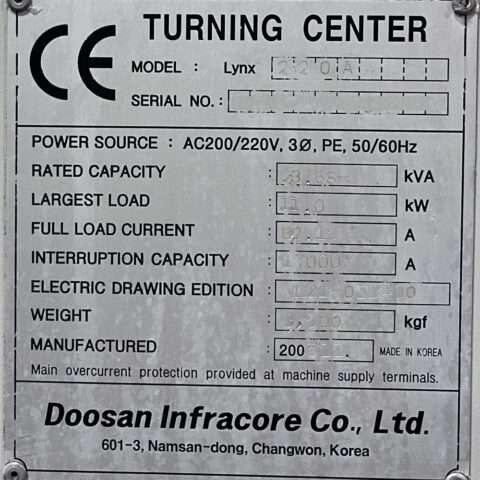 CE
TURNING CENTER
MODEL : Lynx 220A
SERIAL NO. :
POWER SOURCE : AC200/220V, 3Ø, PE, 50/60Hz
RATED CAPACITY : kVA
LARGEST LOAD : kW
FULL LOAD CURRENT : A
INTERRUPTION CAPACITY : A
ELECTRIC DRAWING EDITION :
WEIGHT : kgf
MANUFACTURED : 200 MADE IN KOREA
Main overcurrent protection provided at machine supply terminals.
Doosan Infracore Co., Ltd.
601-3, Namsan-dong, Changwon, Korea